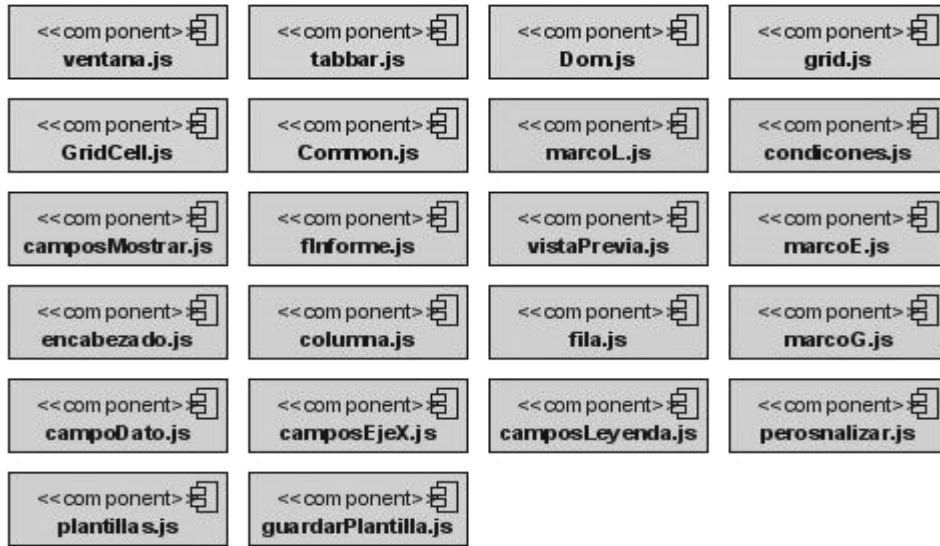 <<component>> <<component>> <<component>> <<component>>
ventana.js tabbar.js Dom.js grid.js
<<component>> <<component>> <<component>> <<component>>
GridCell.js Common.js marcoL.js condicones.js
<<component>> <<component>> <<component>> <<component>>
camposMostrar.js fInforme.js vistaPrevia.js marcoE.js
<<component>> <<component>> <<component>> <<component>>
encabezado.js columna.js fila.js marcoG.js
<<component>> <<component>> <<component>> <<component>>
campoDato.js camposEjeX.js camposLeyenda.js perosnalizar.js
<<component>> <<component>>
plantillas.js guardarPlantilla.js